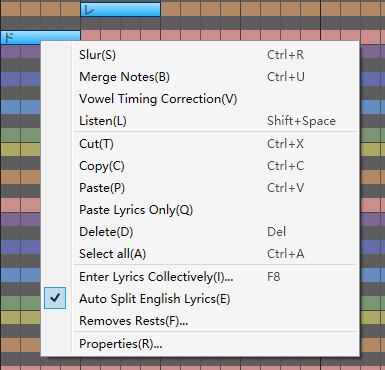 レ
ド
Slur(S) Ctrl+R
Merge Notes(B) Ctrl+U
Vowel Timing Correction(V)
Listen(L) Shift+Space
Cut(T) Ctrl+X
Copy(C) Ctrl+C
Paste(P) Ctrl+V
Paste Lyrics Only(Q)
Delete(D) Del
Select all(A) Ctrl+A
Enter Lyrics Collectively(I)... F8
Auto Split English Lyrics(E)
Removes Rests(F)...
Properties(R)...